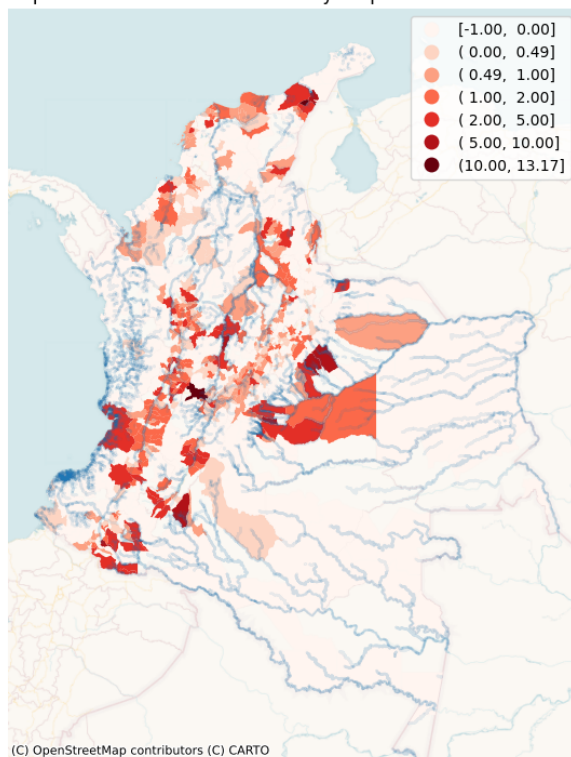 [-1.00, 0.00]
( 0.00, 0.49]
( 0.49, 1.00]
( 1.00, 2.00]
( 2.00, 5.00]
( 5.00, 10.00]
(10.00, 13.17]
(C) OpenStreetMap contributors (C) CARTO